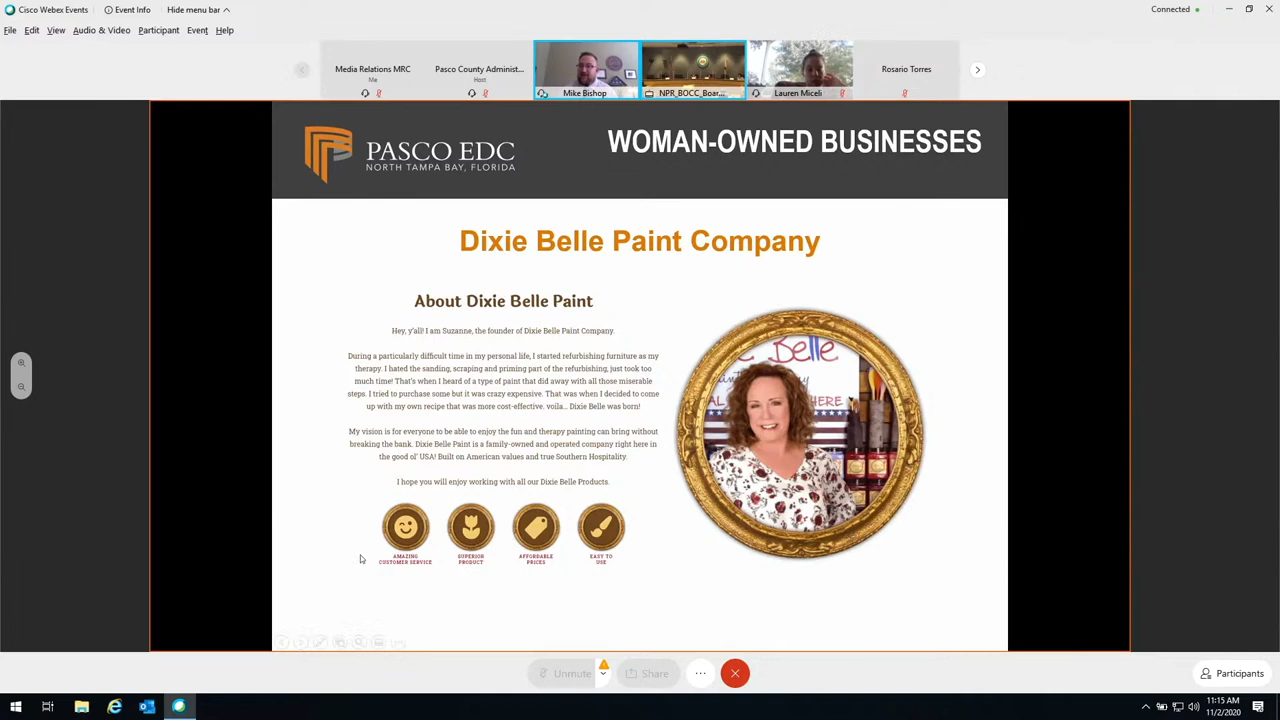 Cisco Webex Events Event Info Hide menu bar Connected
File Edit View Audio & Video Participant Event Help
Media Relations MRC
Me
Pasco County Administ...
Host
Mike Bishop
NPR_BOCC_Boar...
Lauren Miceli
Rosario Torres
PASCO EDC
NORTH TAMPA BAY, FLORIDA
WOMAN-OWNED BUSINESSES
Dixie Belle Paint Company
About Dixie Belle Paint
Hey, y'all! I am Suzanne, the founder of Dixie Belle Paint Company.
During a particularly difficult time in my personal life, I started refurbishing furniture as my
therapy. I hated the sanding, scraping and priming part of the refurbishing, just took too
much time! That's when I heard of a type of paint that did away with all those miserable
steps. I tried to purchase some but it was crazy expensive. That was when I decided to come
up with my own recipe that was more cost-effective. voila... Dixie Belle was born!
My vision is for everyone to be able to enjoy the fun and therapy painting can bring without
breaking the bank. Dixie Belle Paint is a family-owned and operated company right here in
the good ol' USA! Built on American values and true Southern Hospitality.
I hope you will enjoy working with all our Dixie Belle Products.
AMAZING
CUSTOMER SERVICE
SUPERIOR
PRODUCT
AFFORDABLE
PRICES
EASY TO
USE
Belle
HERE
Unmute Share Participants
11:15 AM
11/2/2020